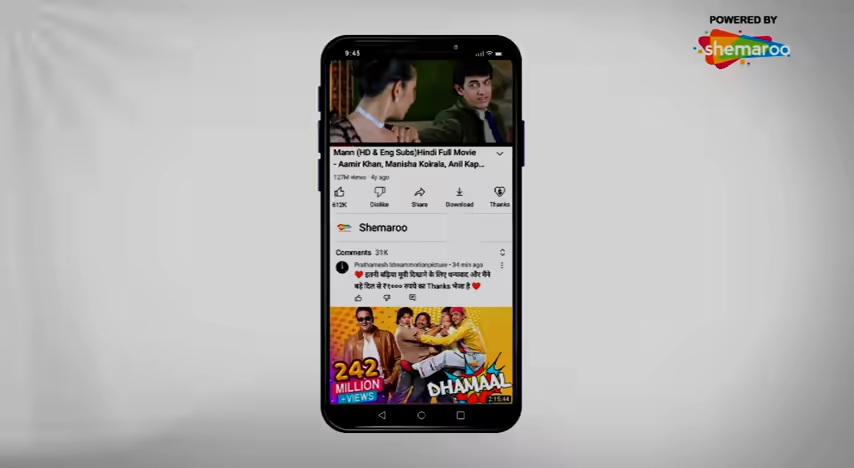 POWERED BY
shemaroo
9:45
Mann (HD & Eng Subs)Hindi Full Movie
- Aamir Khan, Manisha Koirala, Anil Kap...
127M views · 4y ago
612K
Dislike
Share
Download
Thanks
Shemaroo
Comments 31K
Prathamesh Idreammotionpicture • 34 min ago
❤️ इतनी बढ़िया मूवी दिखाने के लिए धन्यवाद और मैंने
बड़े दिल से ₹१००० रुपये का Thanks भेजा है ❤️
242
MILLION
+VIEWS
DHAMAAL
2:15:44